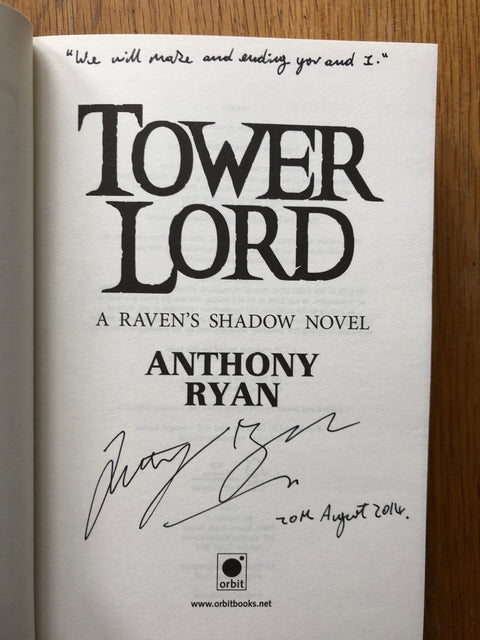 "We will make and ending you and I."
TOWER
LORD
A RAVEN'S SHADOW NOVEL
ANTHONY
RYAN
20th August 2014.
orbit
www.orbitbooks.net